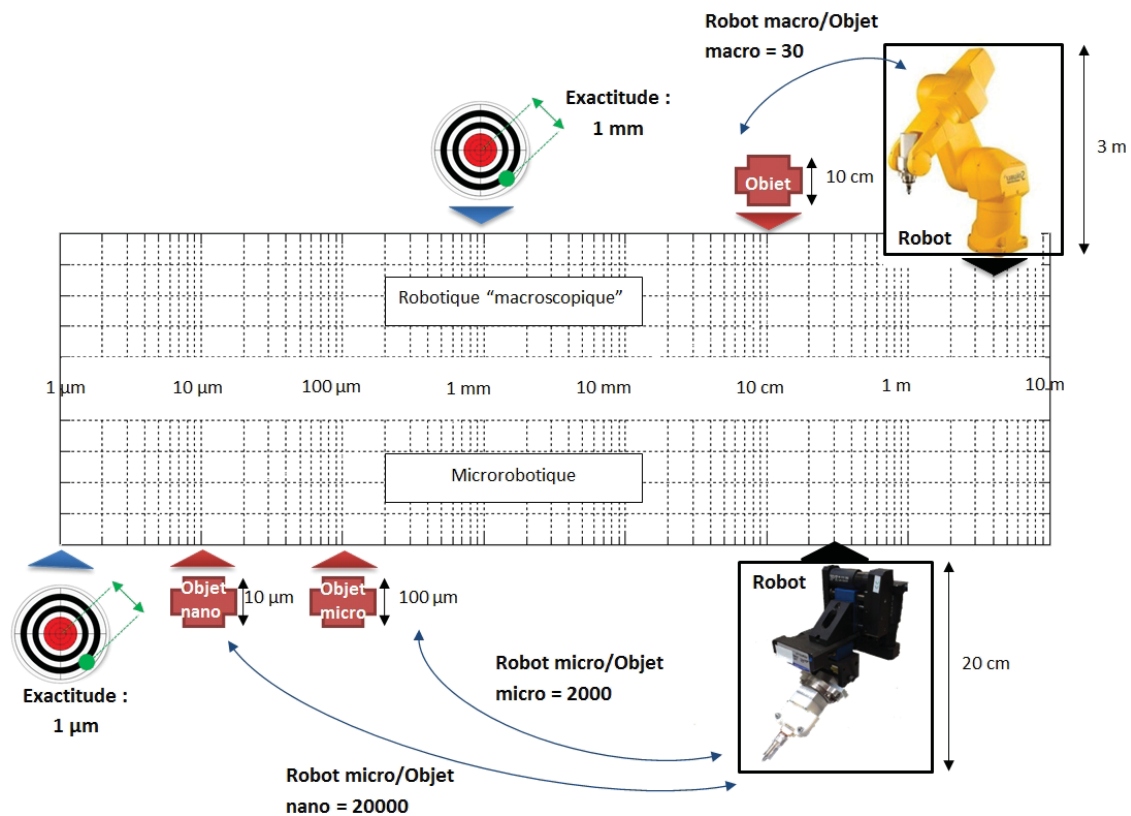 Robot macro/Objet
macro = 30
Exactitude :
1 mm
Objet
10 cm
3 m
Robot
Robotique “macroscopique”
1 µm
10 µm
100 µm
1 mm
10 cm
10 mm
1 m
10 m
Microrobotique
Objet
nano
10 µm
Objet
micro
100 µm
Robot
20 cm
Exactitude :
1 µm
Robot micro/Objet
micro = 2000
Robot micro/Objet
nano = 20000